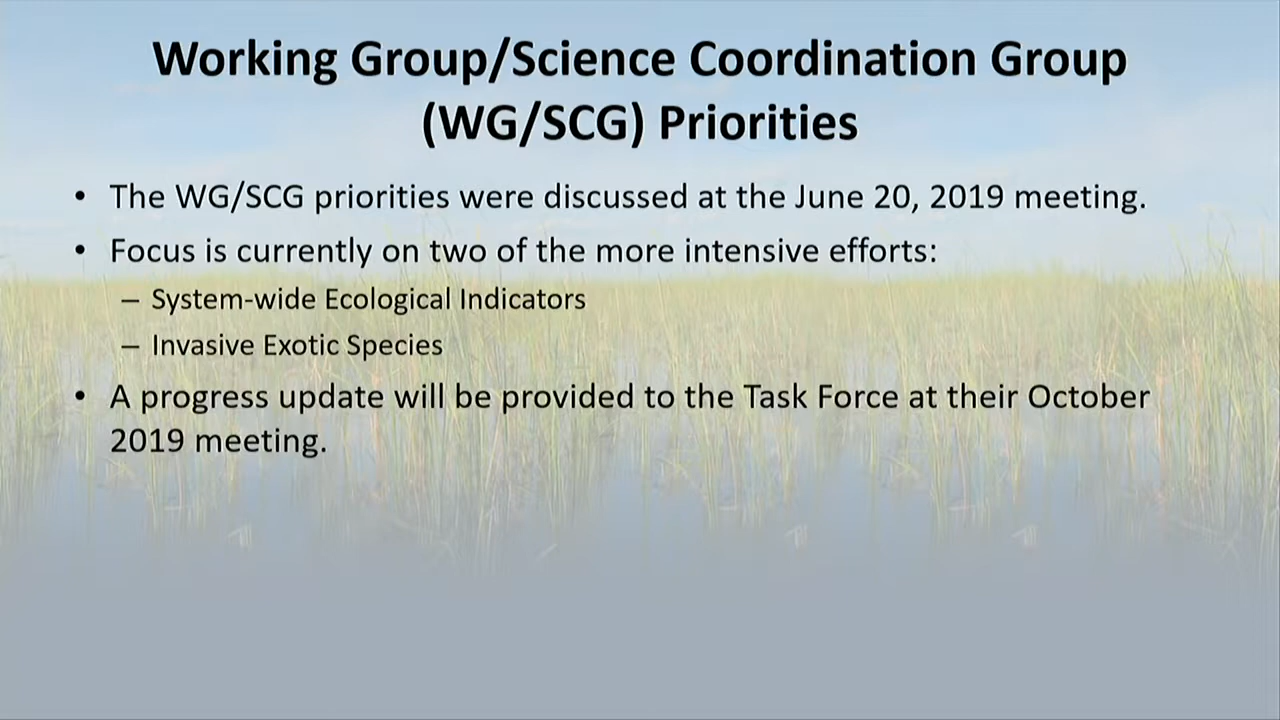 Working Group/Science Coordination Group
(WG/SCG) Priorities
• The WG/SCG priorities were discussed at the June 20, 2019 meeting.
• Focus is currently on two of the more intensive efforts:
– System-wide Ecological Indicators
– Invasive Exotic Species
• A progress update will be provided to the Task Force at their October
2019 meeting.